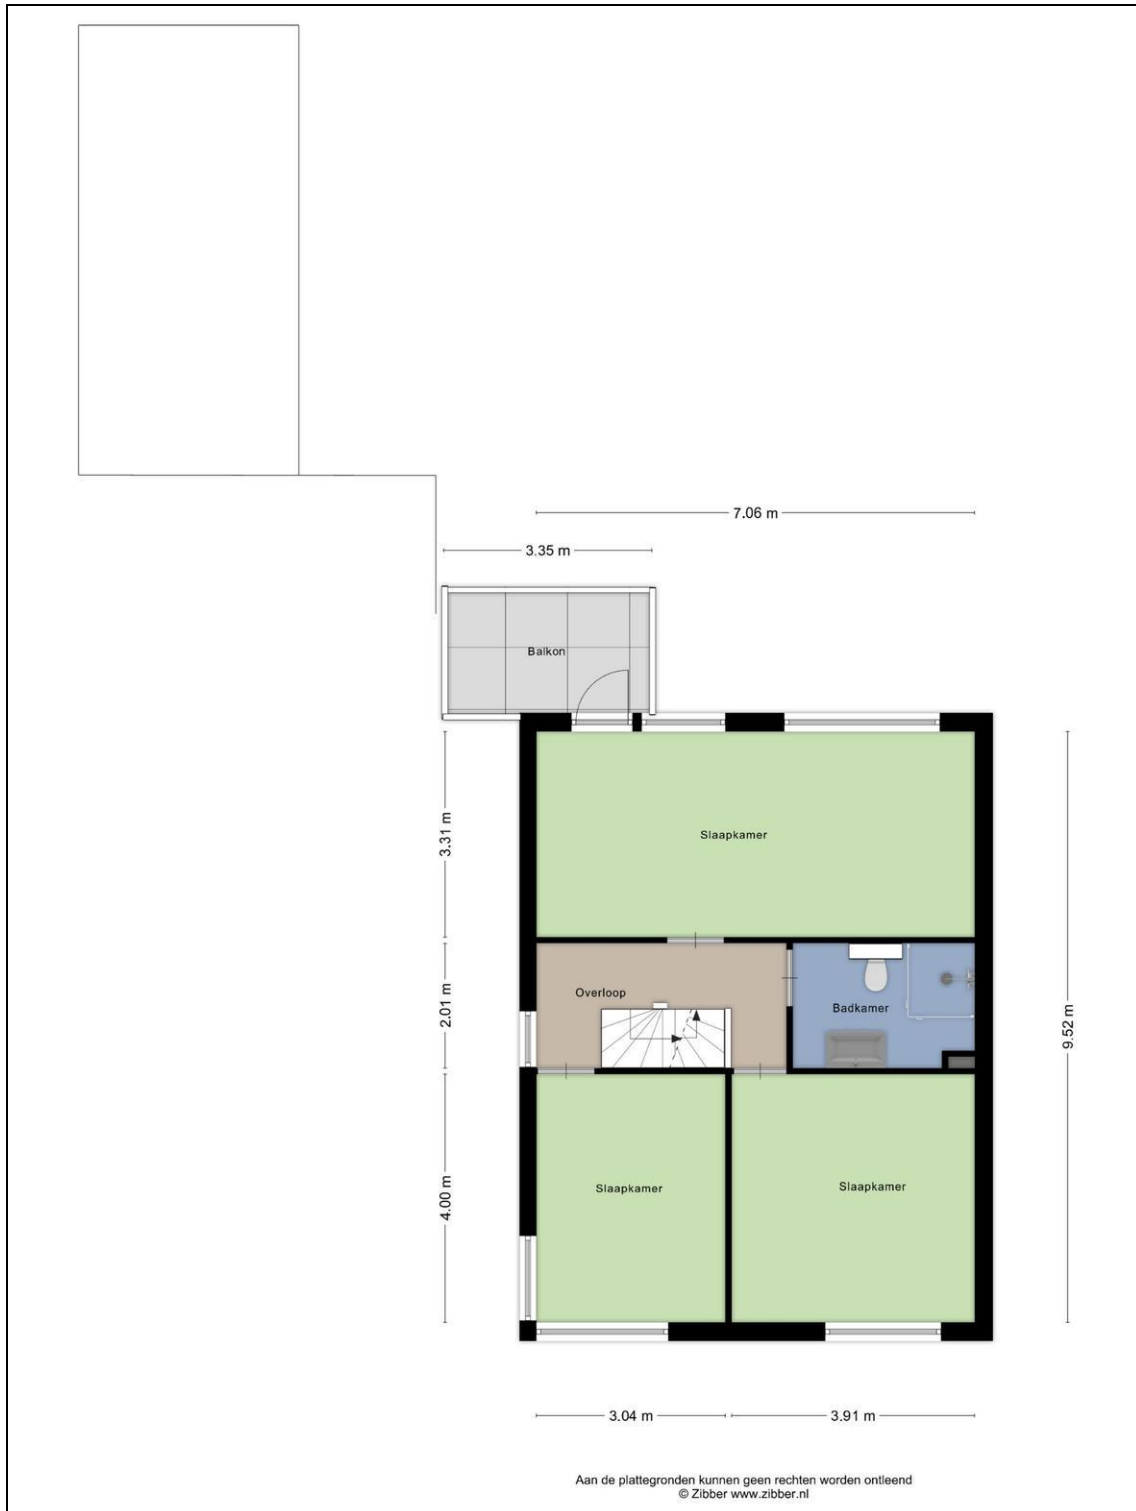 7.06 m
3.35 m
Balkon
3.31 m
Slaapkamer
2.01 m
Overloop
Badkamer
9.52 m
4.00 m
Slaapkamer
Slaapkamer
3.04 m
3.91 m
Aan de plattegronden kunnen geen rechten worden ontleend
© Zibber www.zibber.nl